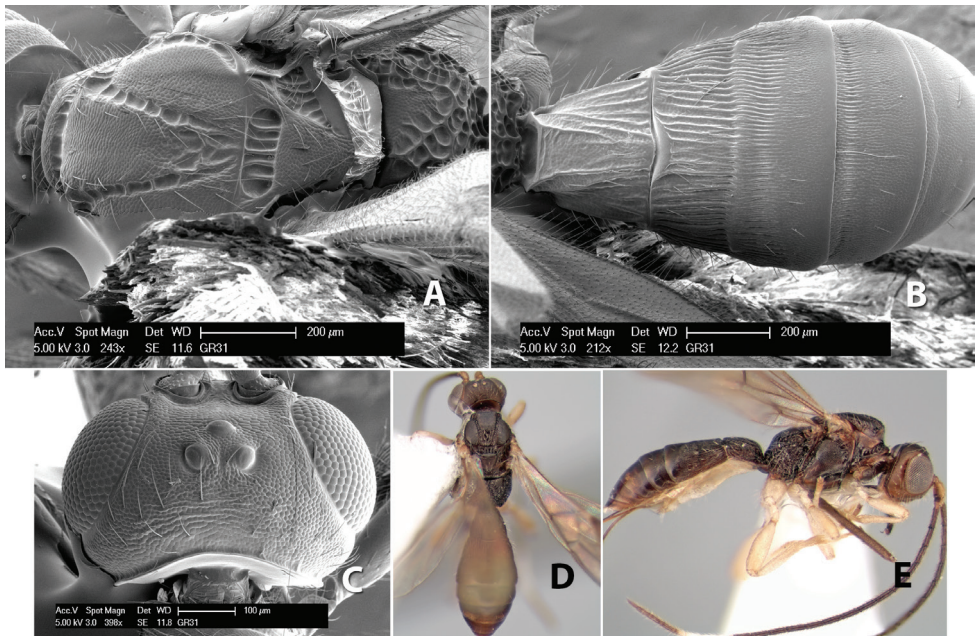 A
Acc.V Spot Magn Det WD 200 µm
5.00 kV 3.0 243x SE 11.6 GR31
B
Acc.V Spot Magn Det WD 200 µm
5.00 kV 3.0 212x SE 12.2 GR31
C
Acc.V Spot Magn Det WD 100 µm
5.00 kV 3.0 398x SE 11.8 GR31
D
E